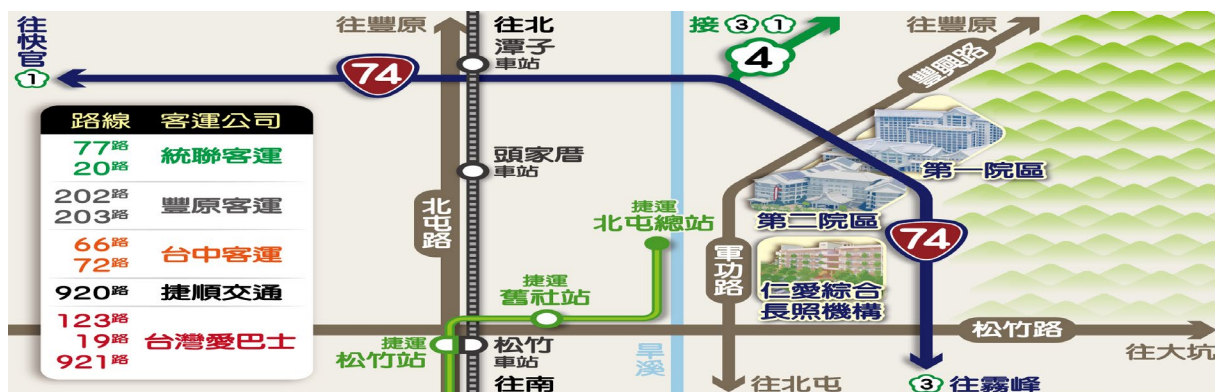 往快官
1
往豐原
往北
潭子
車站
74
接 3 1
4
往豐原
豐興路
路線 客運公司
77路
20路
統聯客運
202路
203路
豐原客運
66路
72路
台中客運
920路 捷順交通
123路
19路
921路
台灣愛巴士
頭家厝
車站
北屯路
捷運
北屯總站
捷運
舊社站
捷運
松竹站
松竹
車站
往南
旱溪
第一院區
第二院區
74
軍功路
仁愛綜合
長照機構
松竹路
往大坑
往北屯
3 往霧峰